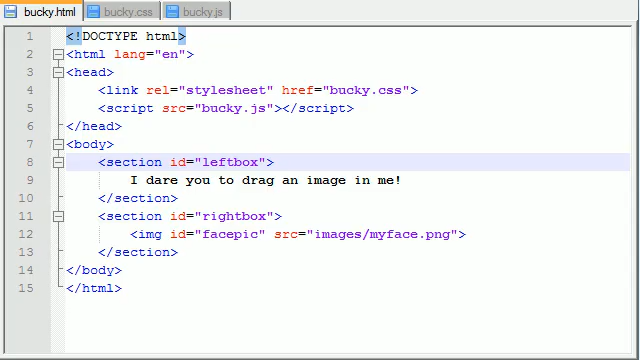 bucky.html bucky.css bucky.js
1 <!DOCTYPE html>
2 <html lang="en">
3 <head>
4 <link rel="stylesheet" href="bucky.css">
5 <script src="bucky.js"></script>
6 </head>
7 <body>
8 <section id="leftbox">
9 I dare you to drag an image in me!
10 </section>
11 <section id="rightbox">
12 <img id="facepic" src="images/myface.png">
13 </section>
14 </body>
15 </html>